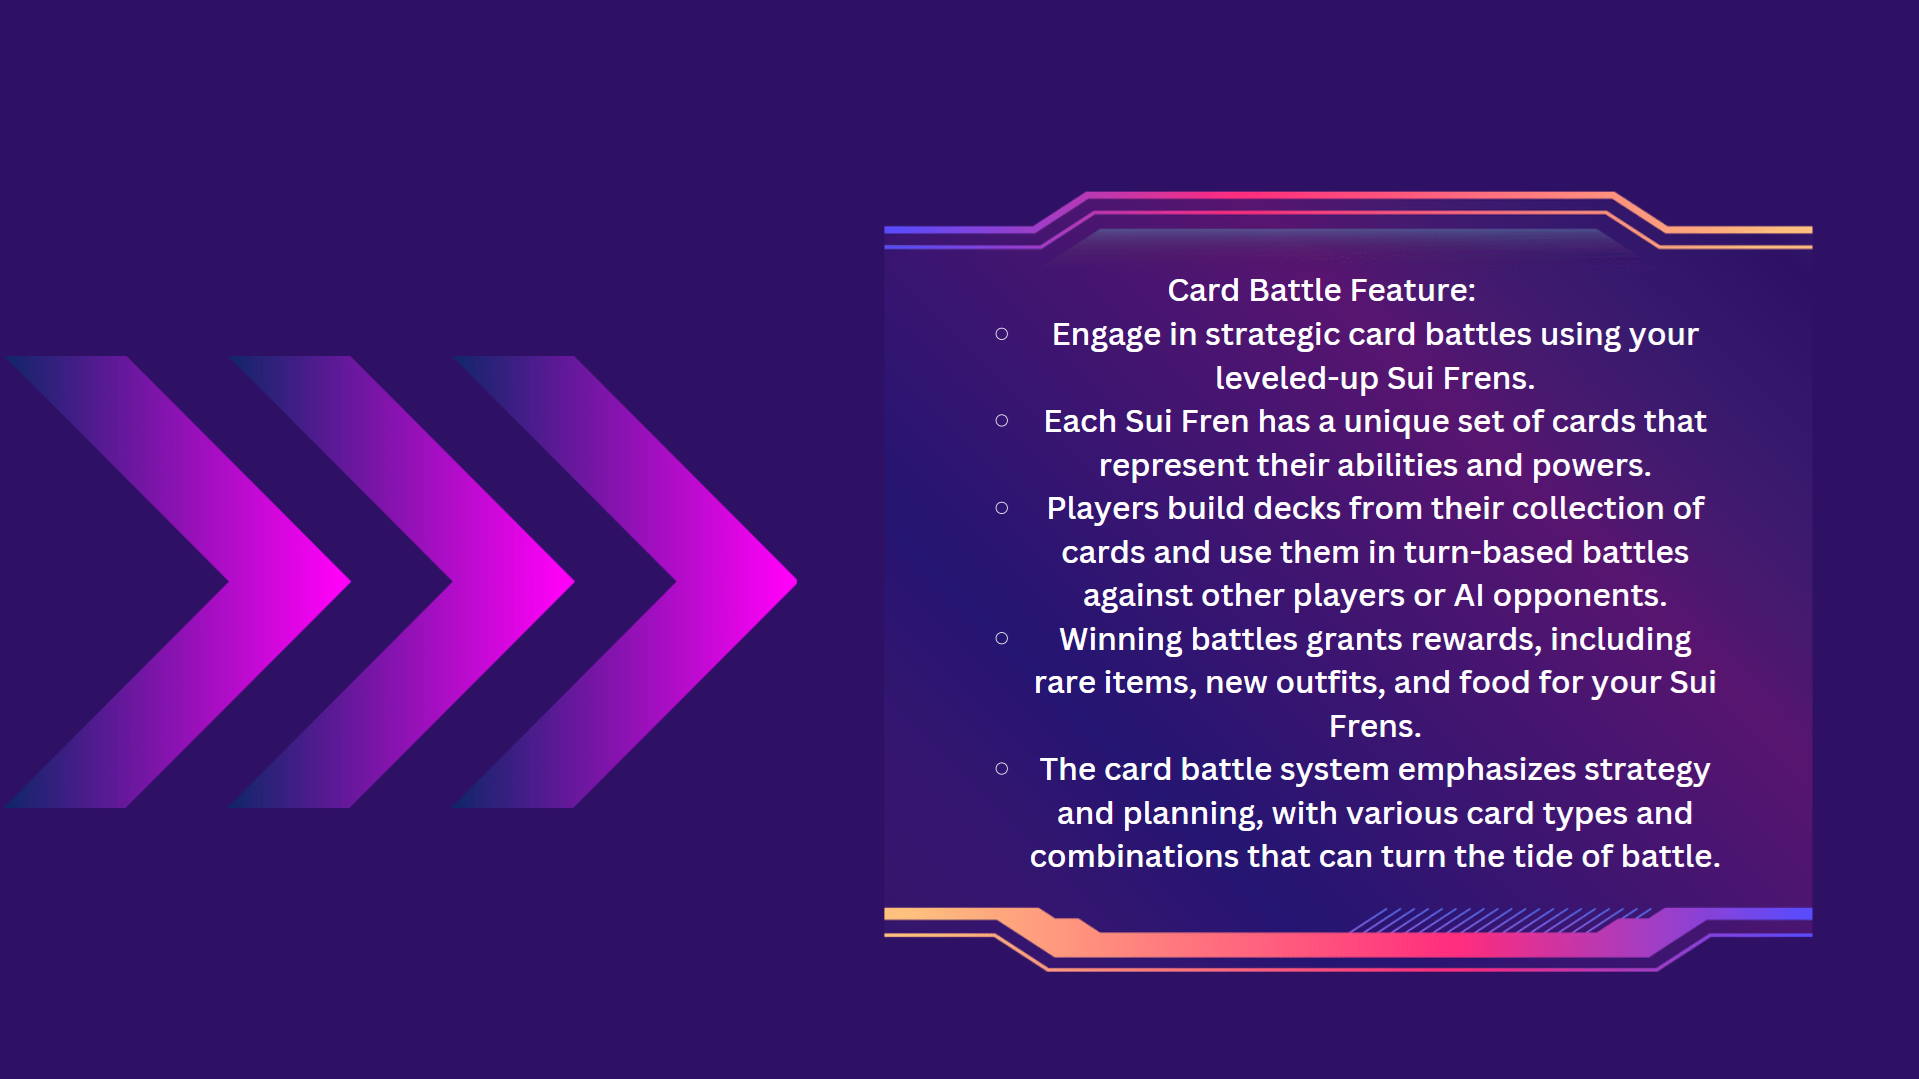 Card Battle Feature:
Engage in strategic card battles using your
leveled-up Sui Frens.
Each Sui Fren has a unique set of cards that
represent their abilities and powers.
Players build decks from their collection of
cards and use them in turn-based battles
against other players or AI opponents.
Winning battles grants rewards, including
rare items, new outfits, and food for your Sui
Frens.
The card battle system emphasizes strategy
and planning, with various card types and
combinations that can turn the tide of battle.